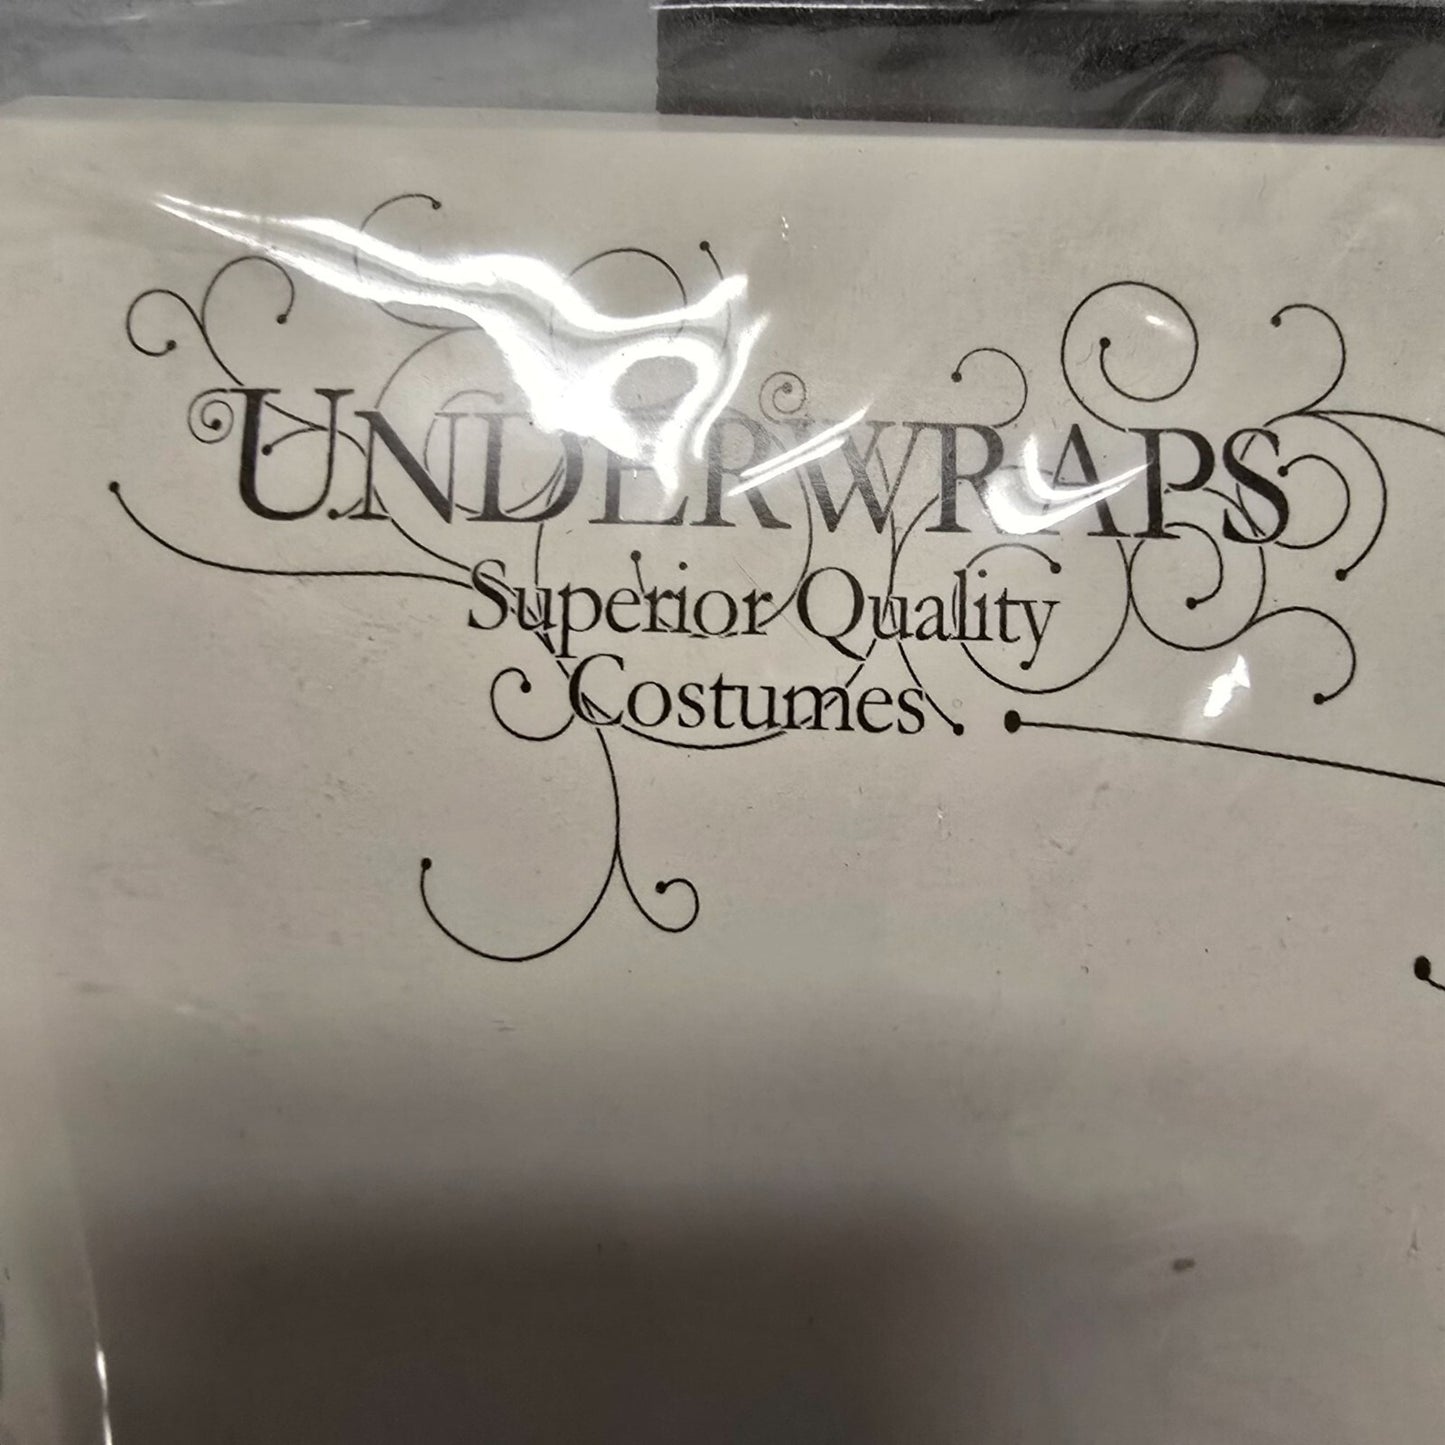 UNDERWRAPS
Superior Quality
Costumes